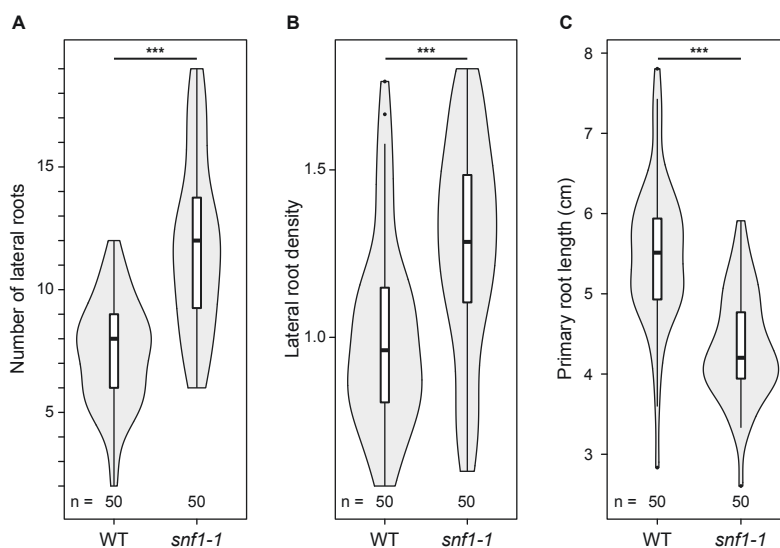 A
***
Number of lateral roots
15
10
5
n = 50 50
WT snf1-1
B
***
Lateral root density
1.5
1.0
n = 50 50
WT snf1-1
C
***
Primary root length (cm)
8
7
6
5
4
3
n = 50 50
WT snf1-1